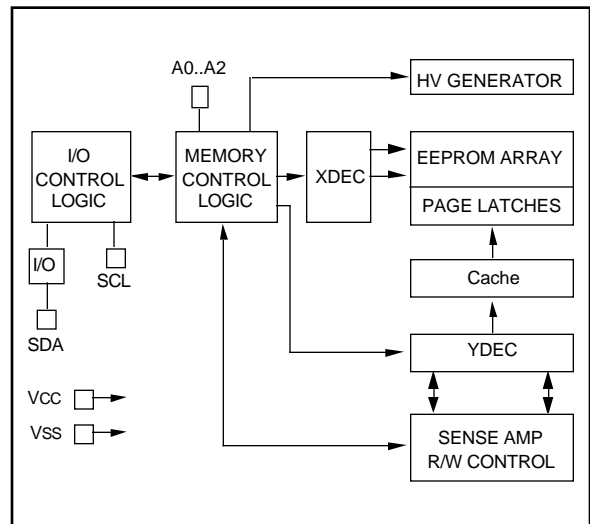 A0..A2
HV GENERATOR
I/O
CONTROL
LOGIC
MEMORY
CONTROL
LOGIC
XDEC
EEPROM ARRAY
PAGE LATCHES
I/O
SCL
SDA
Cache
YDEC
VCC
VSS
SENSE AMP
R/W CONTROL